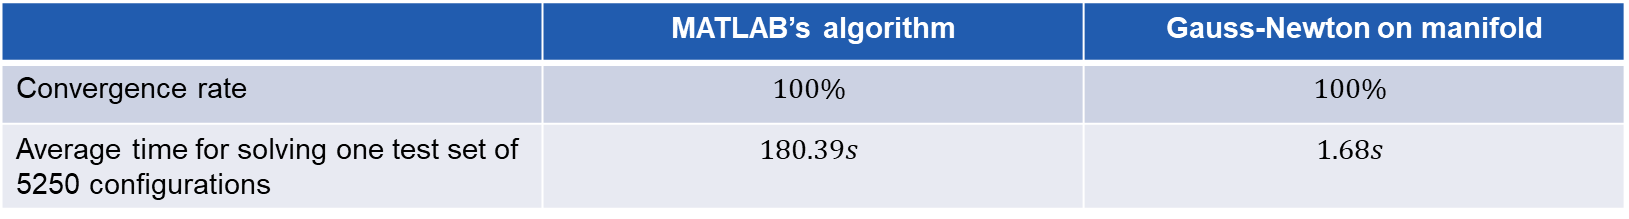 MATLAB's algorithm Gauss-Newton on manifold
Convergence rate 100% 100%
Average time for solving one test set of 180.39s 1.68s
5250 configurations